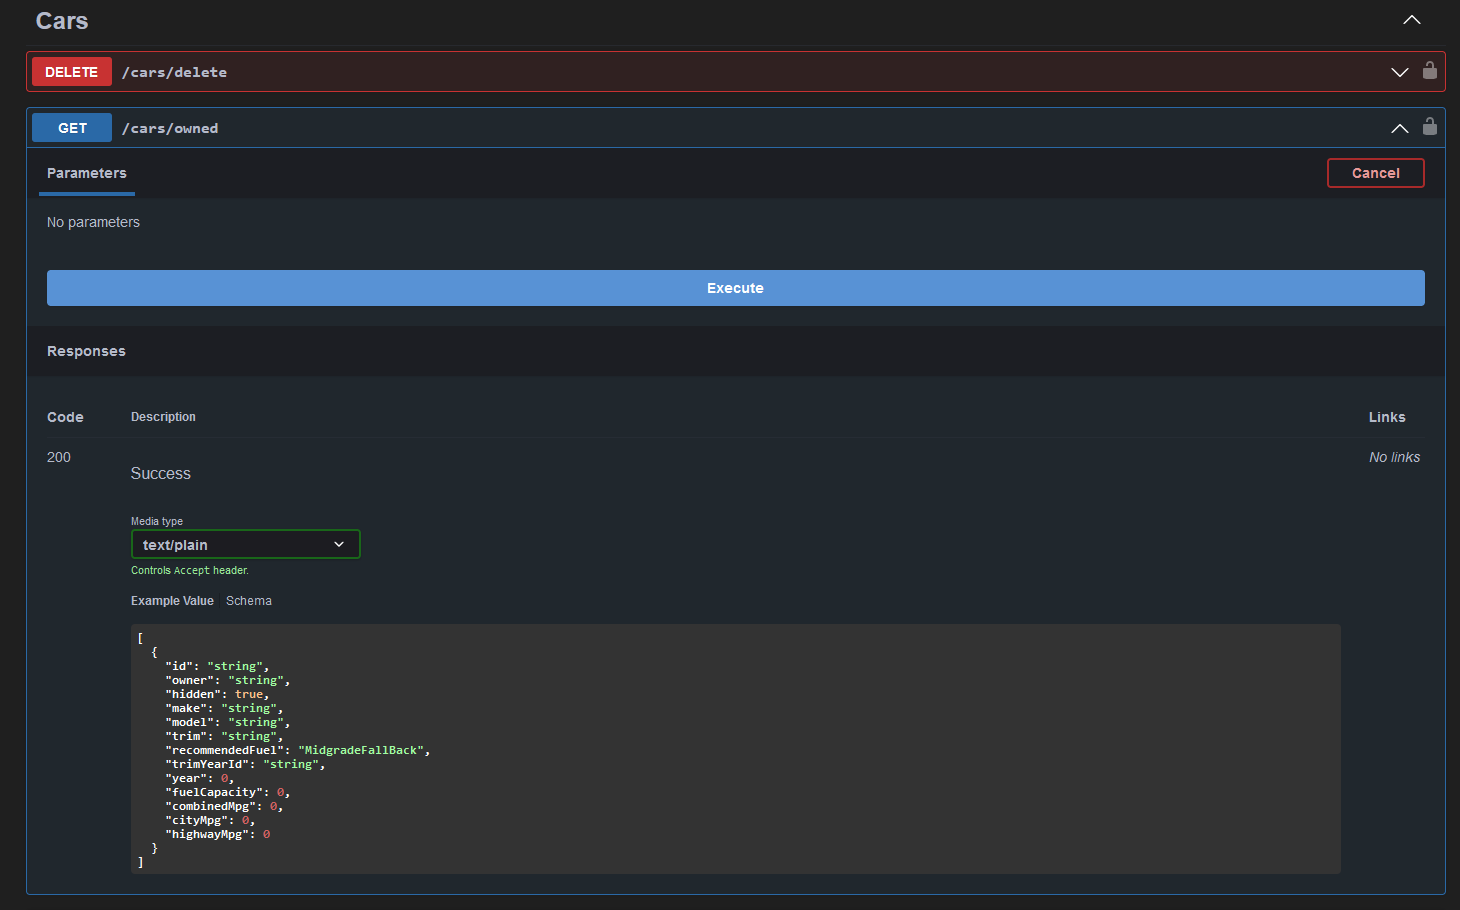 Cars
DELETE /cars/delete
GET /cars/owned
Parameters Cancel
No parameters
Execute
Responses
Code Description Links
200 Success No links
Media type
text/plain
Controls Accept header.
Example Value Schema
[
  {
    "id": "string",
    "owner": "string",
    "hidden": true,
    "make": "string",
    "model": "string",
    "trim": "string",
    "recommendedFuel": "MidgradeFallBack",
    "trimYearId": "string",
    "year": 0,
    "fuelCapacity": 0,
    "combinedMpg": 0,
    "cityMpg": 0,
    "highwayMpg": 0
  }
]